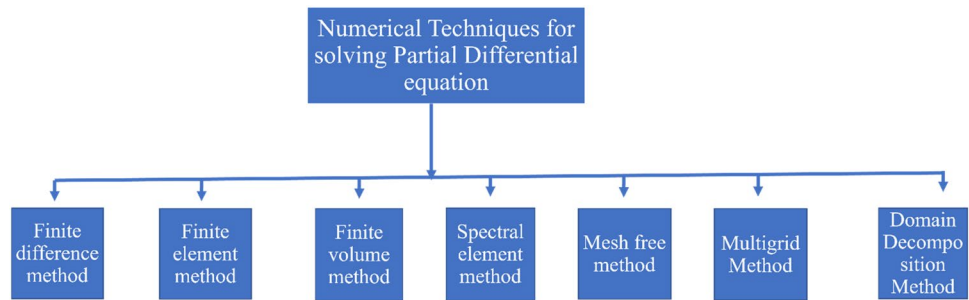 Numerical Techniques for
solving Partial Differential
equation
Finite
difference
method
Finite
element
method
Finite
volume
method
Spectral
element
method
Mesh free
method
Multigrid
Method
Domain
Decompo
sition
Method